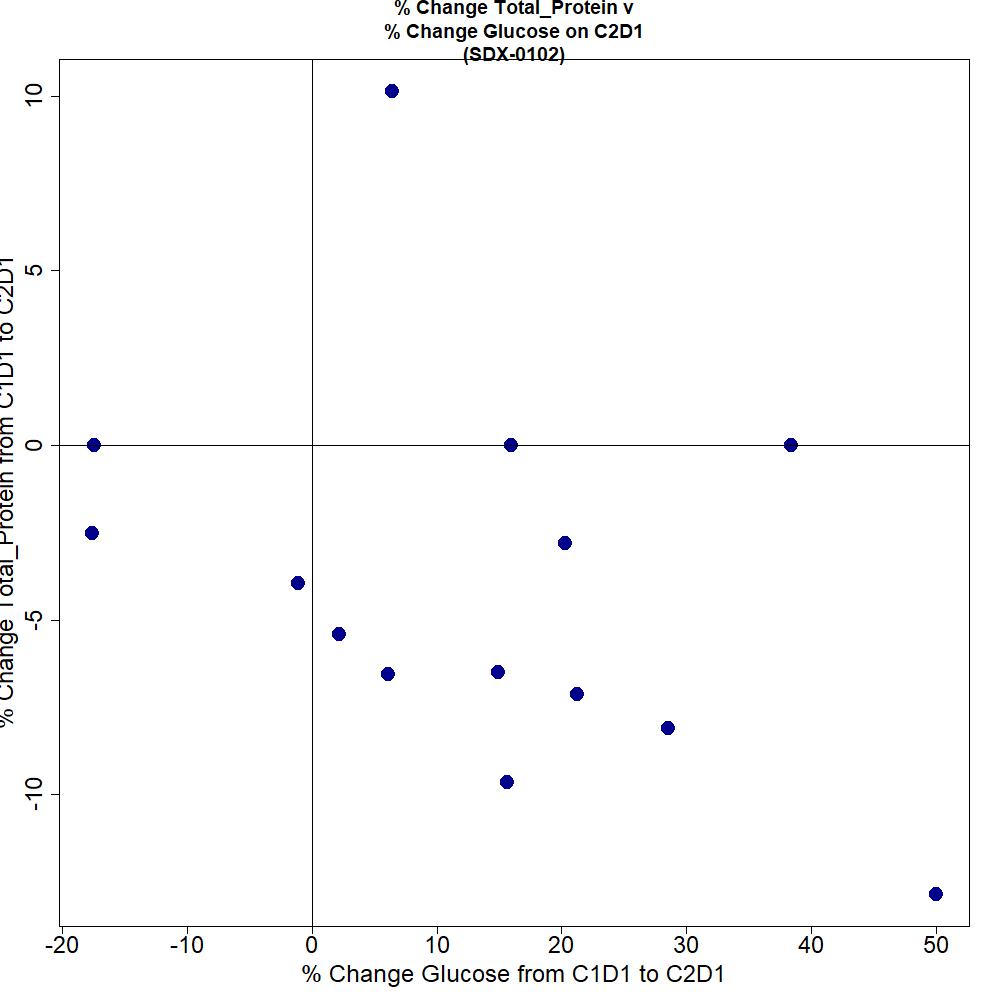 % Change Total_Protein v
% Change Glucose on C2D1
(SDX-0102)
% Change Total_Protein from C1D1 to C2D1
10
5
0
-5
-10
-20
-10
0
10
20
30
40
50
% Change Glucose from C1D1 to C2D1